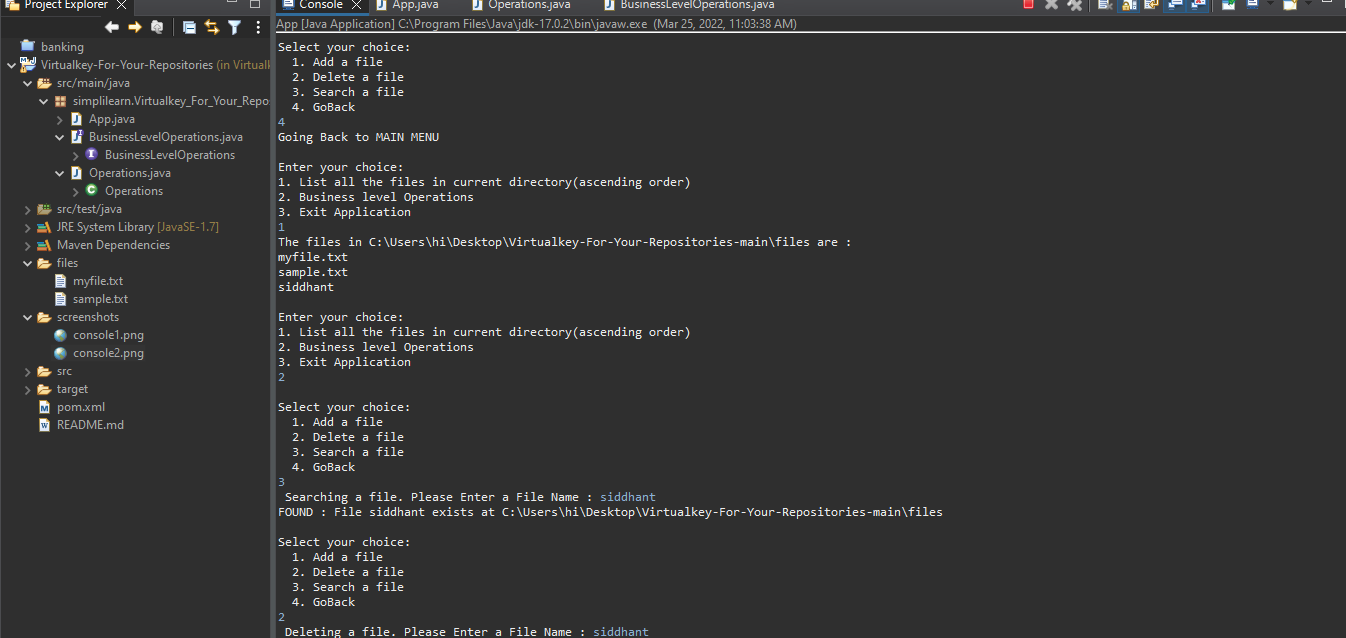 Project Explorer
banking
Virtualkey-For-Your-Repositories (in Virtualk
src/main/java
simplilearn.Virtualkey_For_Your_Repo
App.java
BusinessLevelOperations.java
BusinessLevelOperations
Operations.java
Operations
src/test/java
JRE System Library [JavaSE-1.7]
Maven Dependencies
files
myfile.txt
sample.txt
screenshots
console1.png
console2.png
src
target
pom.xml
README.md
Console App.java Operations.java BusinessLevelOperations.java
App [Java Application] C:\Program Files\Java\jdk-17.0.2\bin\javaw.exe (Mar 25, 2022, 11:03:38 AM)
Select your choice:
1. Add a file
2. Delete a file
3. Search a file
4. GoBack
4
Going Back to MAIN MENU
Enter your choice:
1. List all the files in current directory(ascending order)
2. Business level Operations
3. Exit Application
1
The files in C:\Users\hi\Desktop\Virtualkey-For-Your-Repositories-main\files are :
myfile.txt
sample.txt
siddhant
Enter your choice:
1. List all the files in current directory(ascending order)
2. Business level Operations
3. Exit Application
2
Select your choice:
1. Add a file
2. Delete a file
3. Search a file
4. GoBack
3
Searching a file. Please Enter a File Name : siddhant
FOUND : File siddhant exists at C:\Users\hi\Desktop\Virtualkey-For-Your-Repositories-main\files
Select your choice:
1. Add a file
2. Delete a file
3. Search a file
4. GoBack
2
Deleting a file. Please Enter a File Name : siddhant